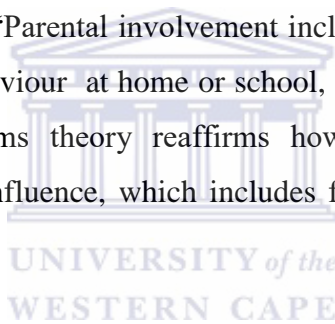 “Parental involvement incl
viour at home or school,
ms theory reaffirms how
nfluence, which includes f
UNIVERSITY of the
WESTERN CAPE